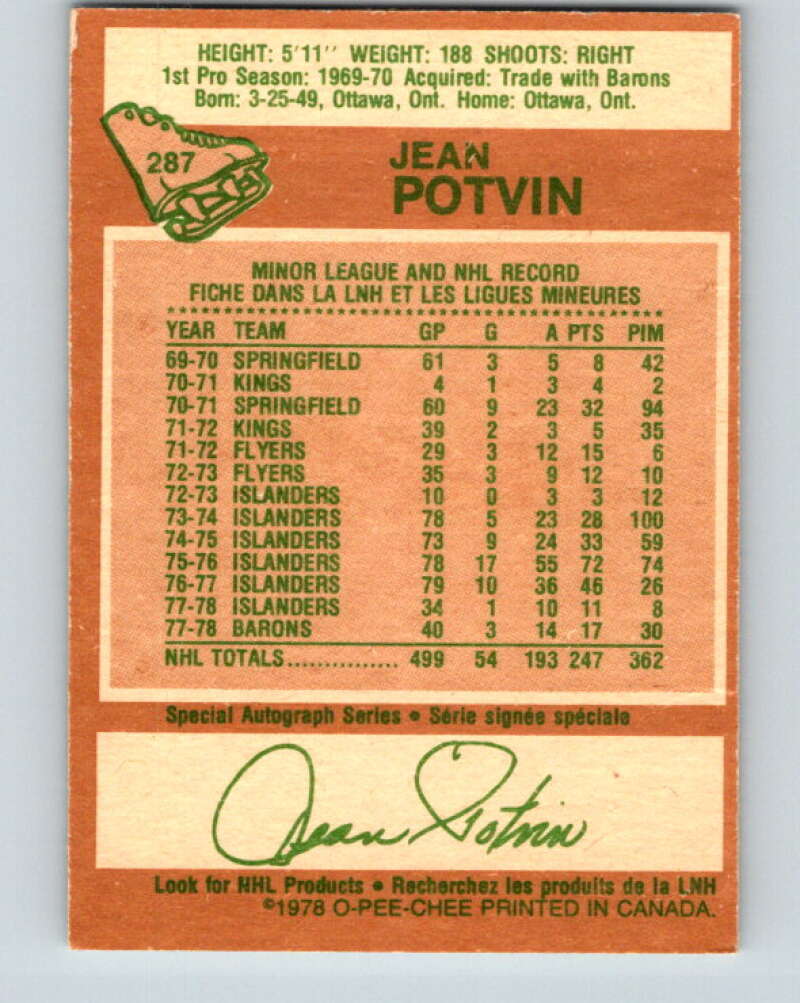 HEIGHT: 5'11" WEIGHT: 188 SHOOTS: RIGHT
1st Pro Season: 1969-70 Acquired: Trade with Barons
Born: 3-25-49, Ottawa, Ont. Home: Ottawa, Ont.
287
JEAN
POTVIN
MINOR LEAGUE AND NHL RECORD
FICHE DANS LA LNH ET LES LIGUES MINEURES
YEAR TEAM GP G A PTS PIM
69-70 SPRINGFIELD 61 3 5 8 42
70-71 KINGS 4 1 3 4 2
70-71 SPRINGFIELD 60 9 23 32 94
71-72 KINGS 39 2 3 5 35
71-72 FLYERS 29 3 12 15 6
72-73 FLYERS 35 3 9 12 10
72-73 ISLANDERS 10 0 3 3 12
73-74 ISLANDERS 78 5 23 28 100
74-75 ISLANDERS 73 9 24 33 59
75-76 ISLANDERS 78 17 55 72 74
76-77 ISLANDERS 79 10 36 46 26
77-78 ISLANDERS 34 1 10 11 8
77-78 BARONS 40 3 14 17 30
NHL TOTALS............... 499 54 193 247 362
Special Autograph Series • Série signée spéciale
Jean Potvin
Look for NHL Products • Recherchez les produits de la LNH
©1978 O-PEE-CHEE PRINTED IN CANADA.